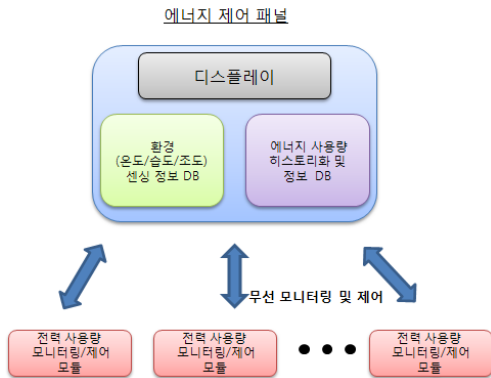 에너지 제어 패널
디스플레이
환경
(온도/습도/조도)
센싱 정보 DB
에너지 사용량
히스토리화 및
정보 DB
무선 모니터링 및 제어
전력 사용량
모니터링/제어
모듈
전력 사용량
모니터링/제어
모듈
전력 사용량
모니터링/제어
모듈